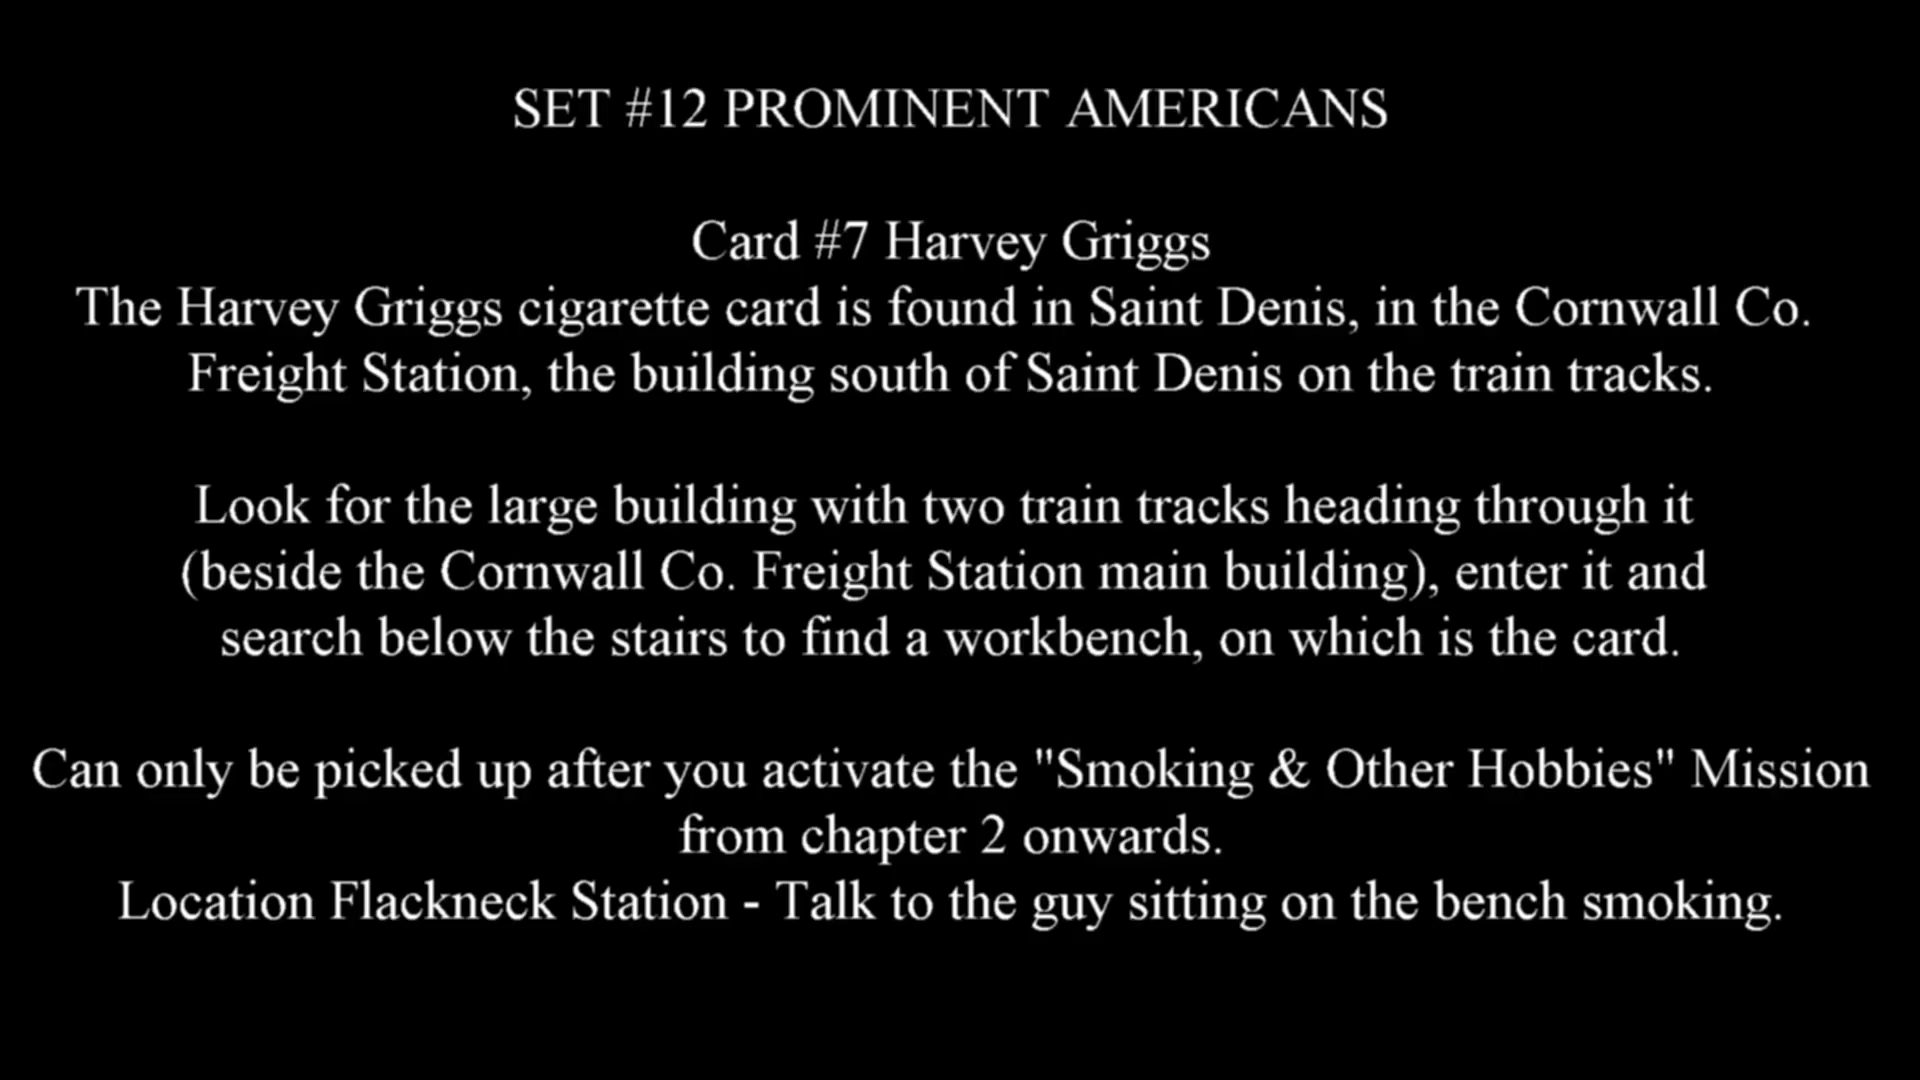 SET #12 PROMINENT AMERICANS
Card #7 Harvey Griggs
The Harvey Griggs cigarette card is found in Saint Denis, in the Cornwall Co.
Freight Station, the building south of Saint Denis on the train tracks.
Look for the large building with two train tracks heading through it
(beside the Cornwall Co. Freight Station main building), enter it and
search below the stairs to find a workbench, on which is the card.
Can only be picked up after you activate the "Smoking & Other Hobbies" Mission
from chapter 2 onwards.
Location Flackneck Station - Talk to the guy sitting on the bench smoking.